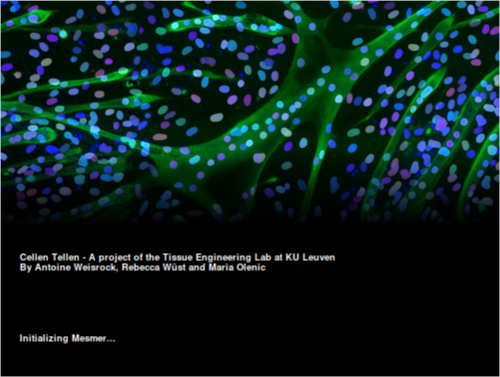 Cellen Tellen - A project of the Tissue Engineering Lab at KU Leuven
By Antoine Weisrock, Rebecca Wüst and Maria Olenic
Initializing Mesmer...